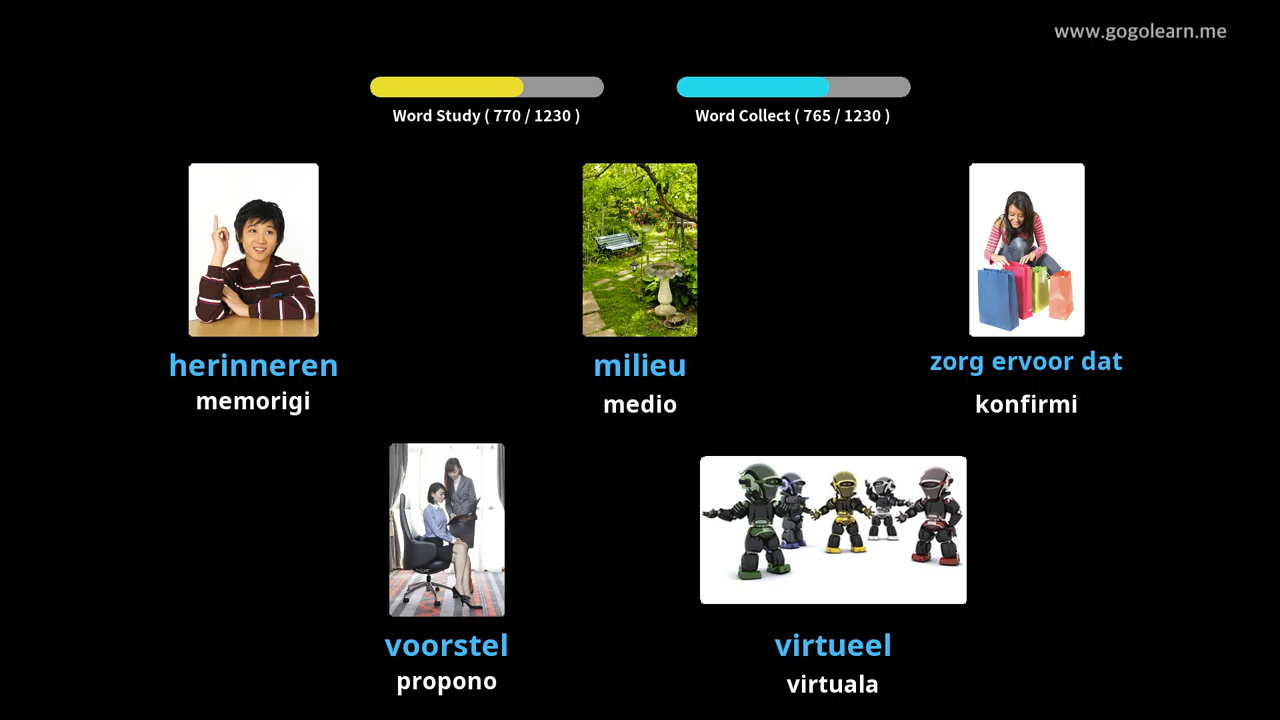 www.gogolearn.me
Word Study ( 770 / 1230 )
Word Collect ( 765 / 1230 )
herinneren
memorigi
milieu
medio
zorg ervoor dat
konfirmi
voorstel
propono
virtueel
virtuala